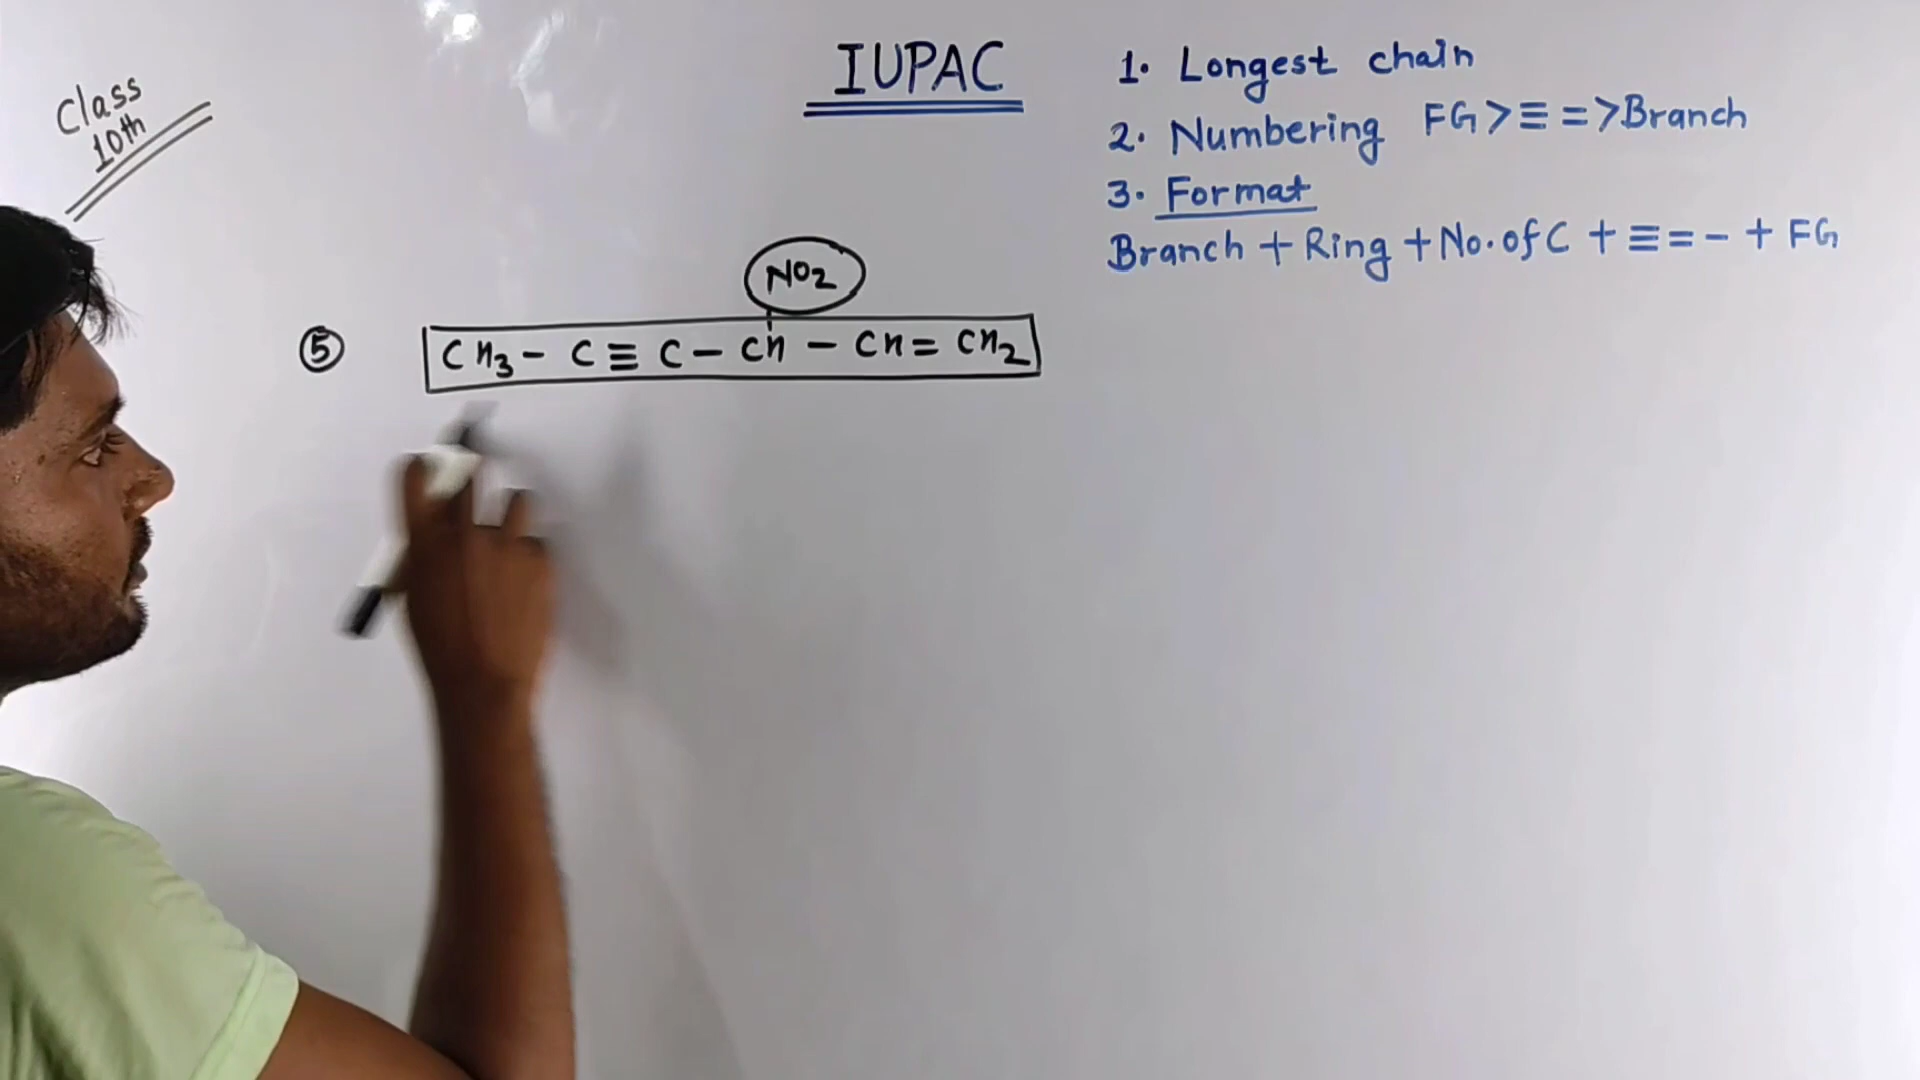 Class
10th
IUPAC
1. Longest chain
2. Numbering FG > ≡ = > Branch
3. Format
Branch + Ring + No. of C + ≡ = - + FG
NO2
⑤ CH3 - C ≡ C - CH - CH = CH2